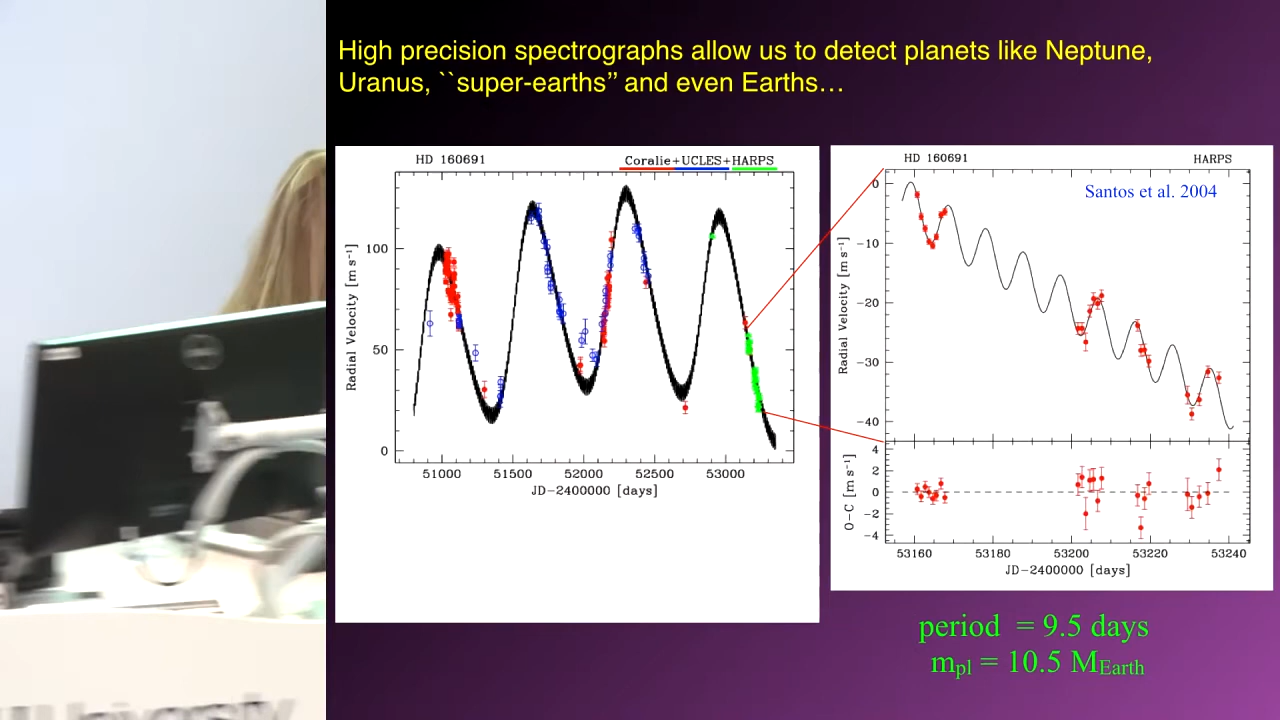 High precision spectrographs allow us to detect planets like Neptune,
Uranus, ``super-earths'' and even Earths…
HD 160691
Coralie+UCLES+HARPS
Radial Velocity [m s⁻¹]
100
50
0
51000 51500 52000 52500 53000
JD-2400000 [days]
HD 160691
HARPS
Santos et al. 2004
Radial Velocity [m s⁻¹]
0
-10
-20
-30
-40
O-C [m s⁻¹]
4
2
0
-2
-4
53160 53180 53200 53220 53240
JD-2400000 [days]
period = 9.5 days
mpl = 10.5 MEarth
University